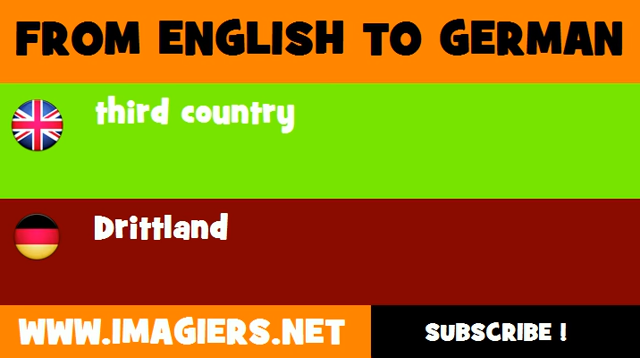 FROM ENGLISH TO GERMAN
third country
Drittland
WWW.IMAGIERS.NET
SUBSCRIBE !